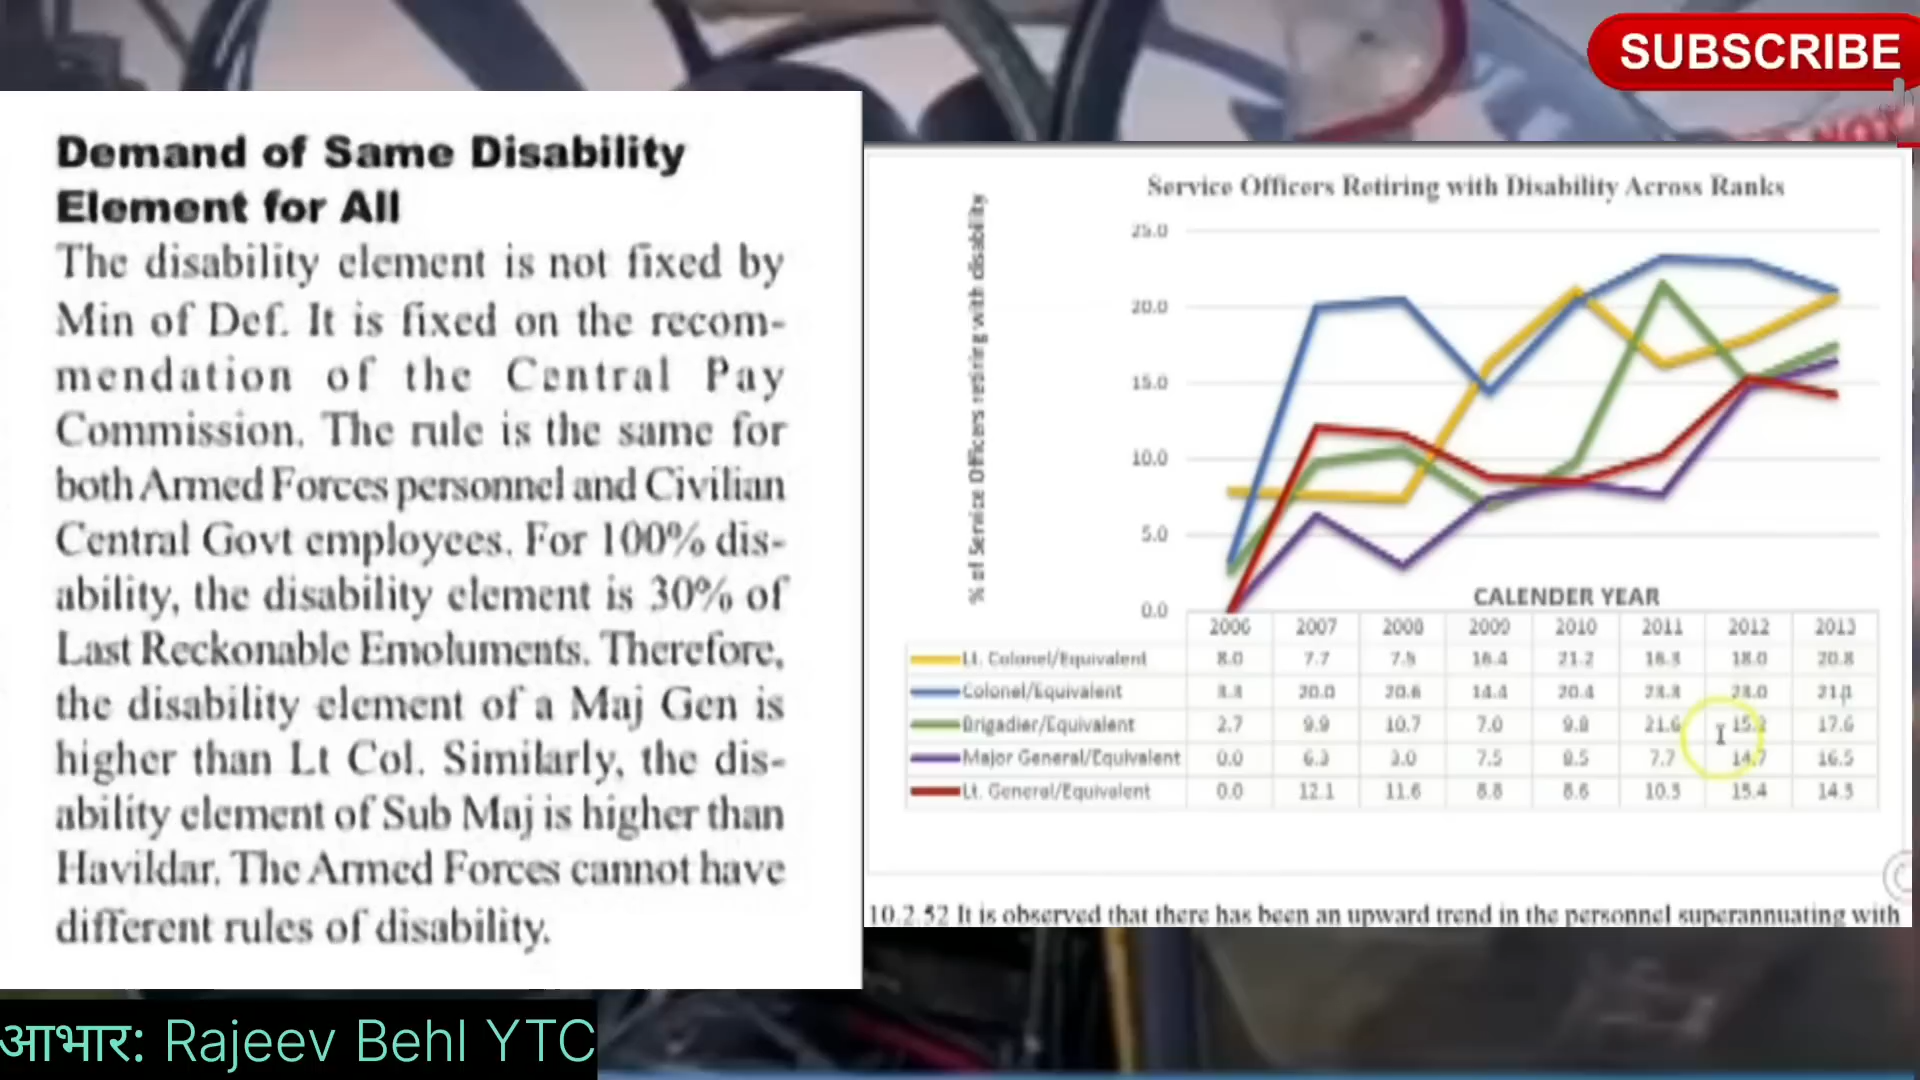 SUBSCRIBE
Demand of Same Disability
Element for All
The disability element is not fixed by
Min of Def. It is fixed on the recom-
mendation of the Central Pay
Commission. The rule is the same for
both Armed Forces personnel and Civilian
Central Govt employees. For 100% dis-
ability, the disability element is 30% of
Last Reckonable Emoluments. Therefore,
the disability element of a Maj Gen is
higher than Lt Col. Similarly, the dis-
ability element of Sub Maj is higher than
Havildar. The Armed Forces cannot have
different rules of disability.
Service Officers Retiring with Disability Across Ranks
% of Service Officers retiring with disability
25.0
20.0
15.0
10.0
5.0
0.0
CALENDER YEAR
2006 2007 2008 2009 2010 2011 2012 2013
Lt. Colonel/Equivalent 8.0 7.7 16.4 21.2 18.0 20.8
Colonel/Equivalent 20.0 20.6 14.4 20.4 23.0
Brigadier/Equivalent 2.7 9.9 10.7 7.0 9.8 21.6 17.6
Major General/Equivalent 0.0 6.3 3.0 7.5 8.5 7.7 14.7 16.5
Lt. General/Equivalent 0.0 12.1 11.6 8.8 8.6 15.4
10.2.52 It is observed that there has been an upward trend in the personnel superannuating with
आभार: Rajeev Behl YTC